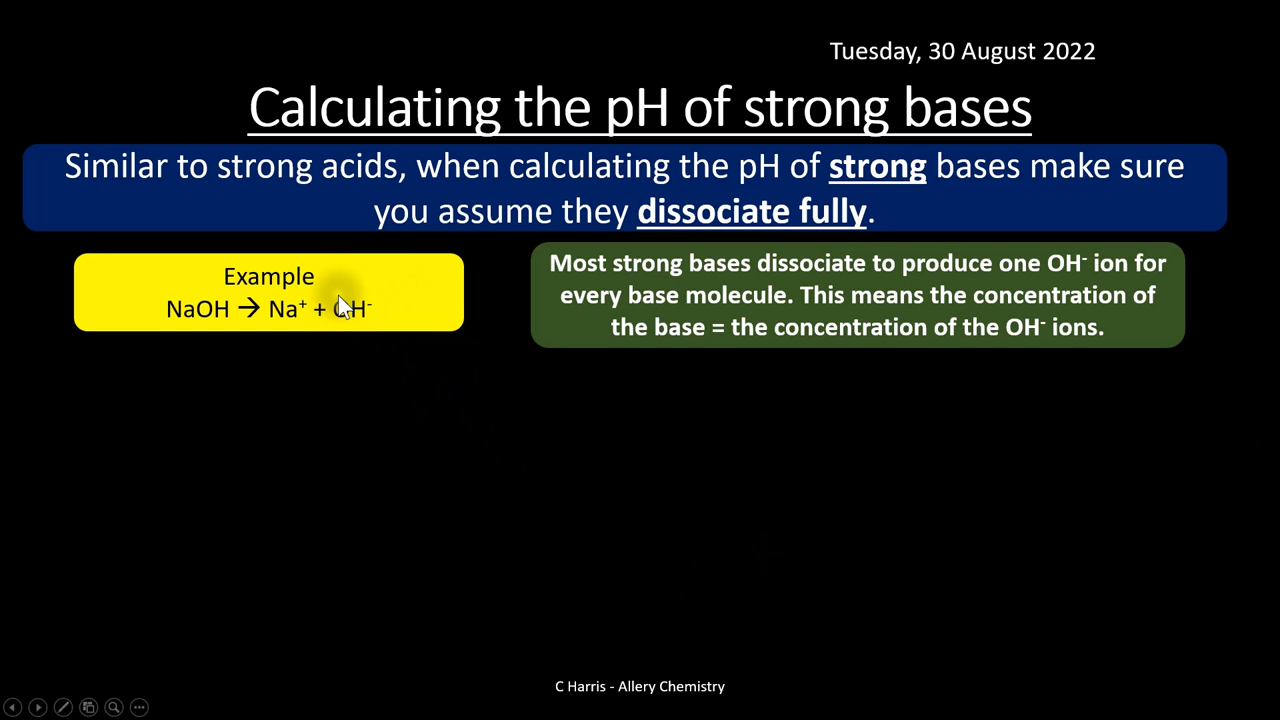 Tuesday, 30 August 2022
Calculating the pH of strong bases
Similar to strong acids, when calculating the pH of strong bases make sure
you assume they dissociate fully.
Example
NaOH → Na⁺ + OH⁻
Most strong bases dissociate to produce one OH⁻ ion for
every base molecule. This means the concentration of
the base = the concentration of the OH⁻ ions.
C Harris - Allery Chemistry